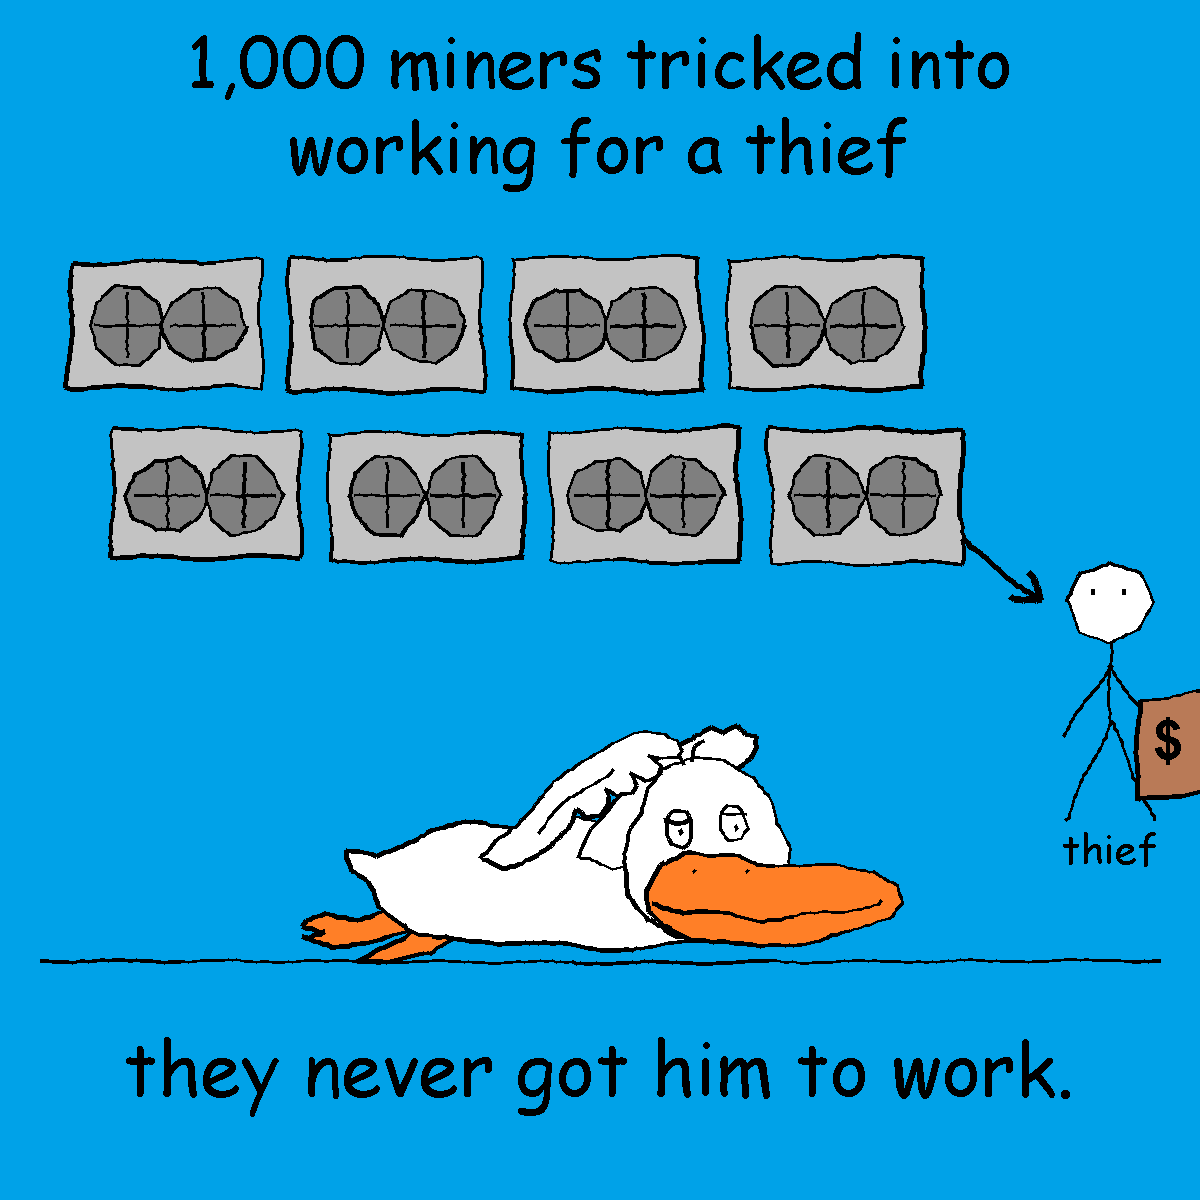 1,000 miners tricked into
working for a thief
$
thief
they never got him to work.